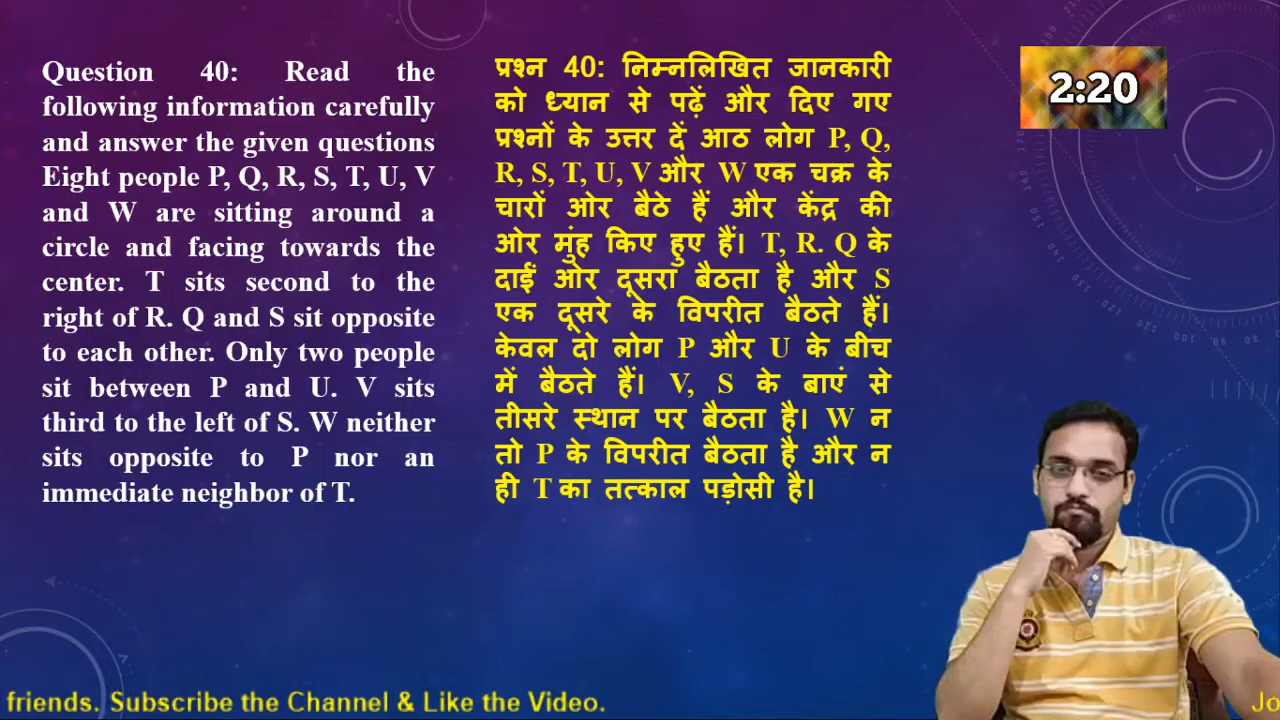 Question 40: Read the
following information carefully
and answer the given questions
Eight people P, Q, R, S, T, U, V
and W are sitting around a
circle and facing towards the
center. T sits second to the
right of R. Q and S sit opposite
to each other. Only two people
sit between P and U. V sits
third to the left of S. W neither
sits opposite to P nor an
immediate neighbor of T.
प्रश्न 40: निम्नलिखित जानकारी
को ध्यान से पढ़ें और दिए गए
प्रश्नों के उत्तर दें आठ लोग P, Q,
R, S, T, U, V और W एक चक्र के
चारों ओर बैठे हैं और केंद्र की
ओर मुंह किए हुए हैं। T, R. Q के
दाईं ओर दूसरा बैठता है और S
एक दूसरे के विपरीत बैठते हैं।
केवल दो लोग P और U के बीच
में बैठते हैं। V, S के बाएं से
तीसरे स्थान पर बैठता है। W न
तो P के विपरीत बैठता है और न
ही T का तत्काल पड़ोसी है।
2:20
friends. Subscribe the Channel & Like the Video.
Jo